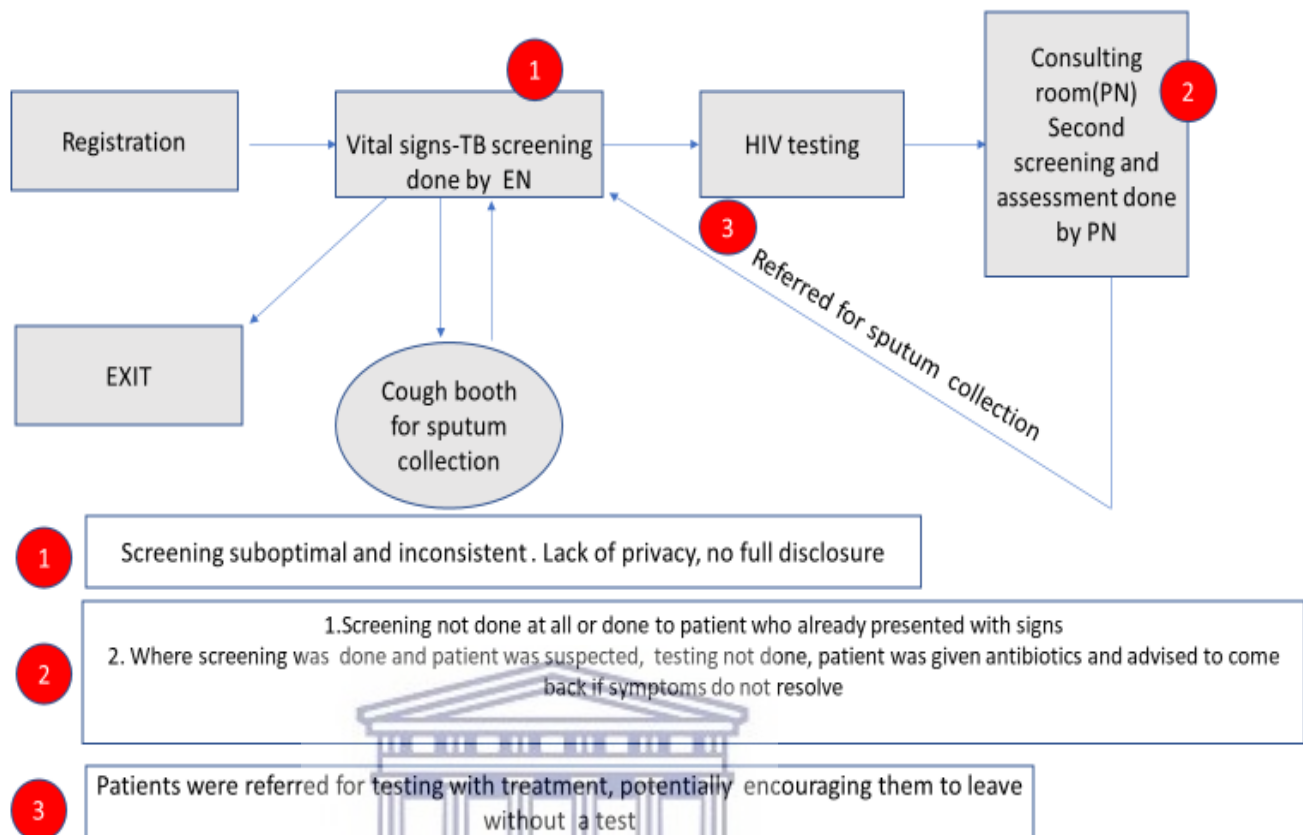 1
Registration
Vital signs-TB screening
done by EN
HIV testing
Consulting
room(PN)
Second
screening and
assessment done
by PN
2
3
Referred for sputum collection
EXIT
Cough booth
for sputum
collection
1
Screening suboptimal and inconsistent . Lack of privacy, no full disclosure
2
1.Screening not done at all or done to patient who already presented with signs
2. Where screening was done and patient was suspected, testing not done, patient was given antibiotics and advised to come
back if symptoms do not resolve
3
Patients were referred for testing with treatment, potentially encouraging them to leave
without a test